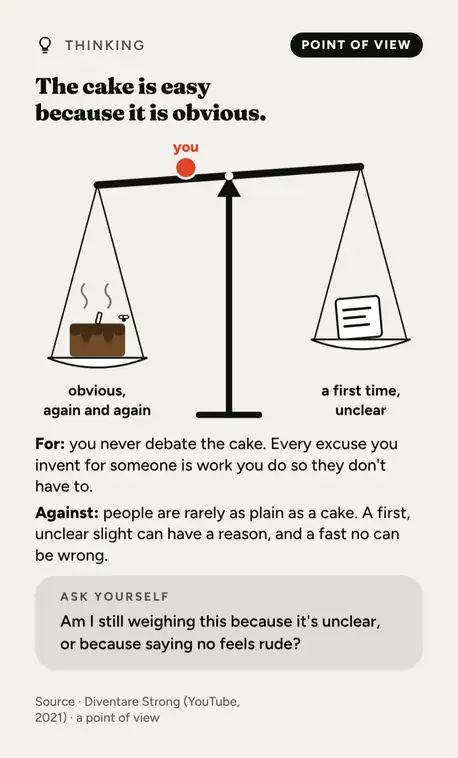 THINKING
POINT OF VIEW
The cake is easy
because it is obvious.
you
obvious,
again and again
a first time,
unclear
For: you never debate the cake. Every excuse you
invent for someone is work you do so they don't
have to.
Against: people are rarely as plain as a cake. A first,
unclear slight can have a reason, and a fast no can
be wrong.
ASK YOURSELF
Am I still weighing this because it's unclear,
or because saying no feels rude?
Source · Diventare Strong (YouTube,
2021) · a point of view